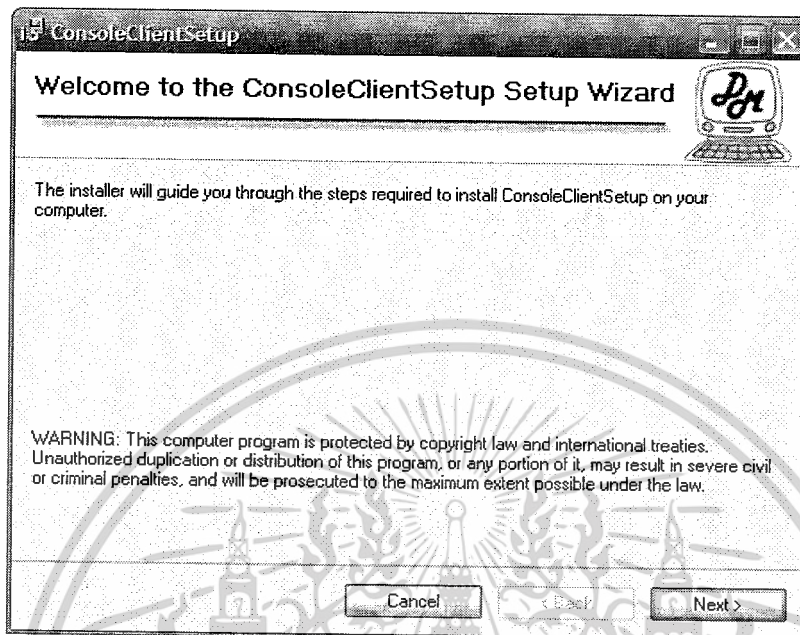 ConsoleClientSetup
Welcome to the ConsoleClientSetup Setup Wizard
DM
The installer will guide you through the steps required to install ConsoleClientSetup on your
computer.
WARNING: This computer program is protected by copyright law and international treaties.
Unauthorized duplication or distribution of this program, or any portion of it, may result in severe civil
or criminal penalties, and will be prosecuted to the maximum extent possible under the law.
Cancel < Back Next >